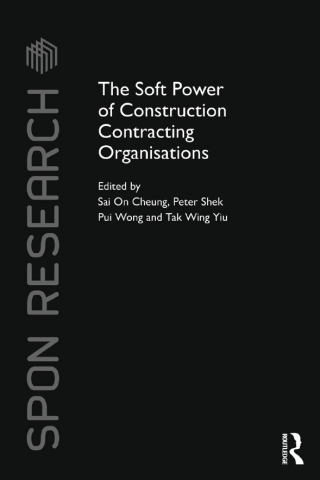 The Soft Power
of Construction
Contracting
Organisations
Edited by
Sai On Cheung, Peter Shek
Pui Wong and Tak Wing Yiu
SPON RESEARCH
ROUTLEDGE